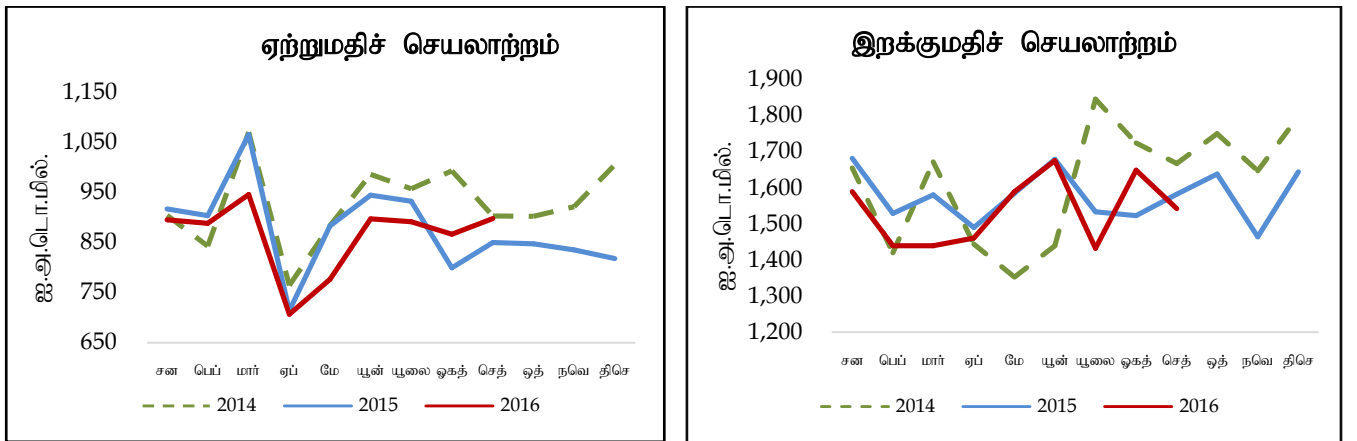 ஏற்றுமதிச் செயலாற்றம்
ஐ.அ.டொ.மில்.
1,150
1,050
950
850
750
650
சன பெப் மார் ஏப் மே யூன் யூலை ஓகத் செத் ஒத் நவெ திசெ
2014 2015 2016
இறக்குமதிச் செயலாற்றம்
ஐ.அ.டொ.மில்.
1,900
1,800
1,700
1,600
1,500
1,400
1,300
1,200
சன பெப் மார் ஏப் மே யூன் யூலை ஓகத் செத் ஒத் நவெ திசெ
2014 2015 2016